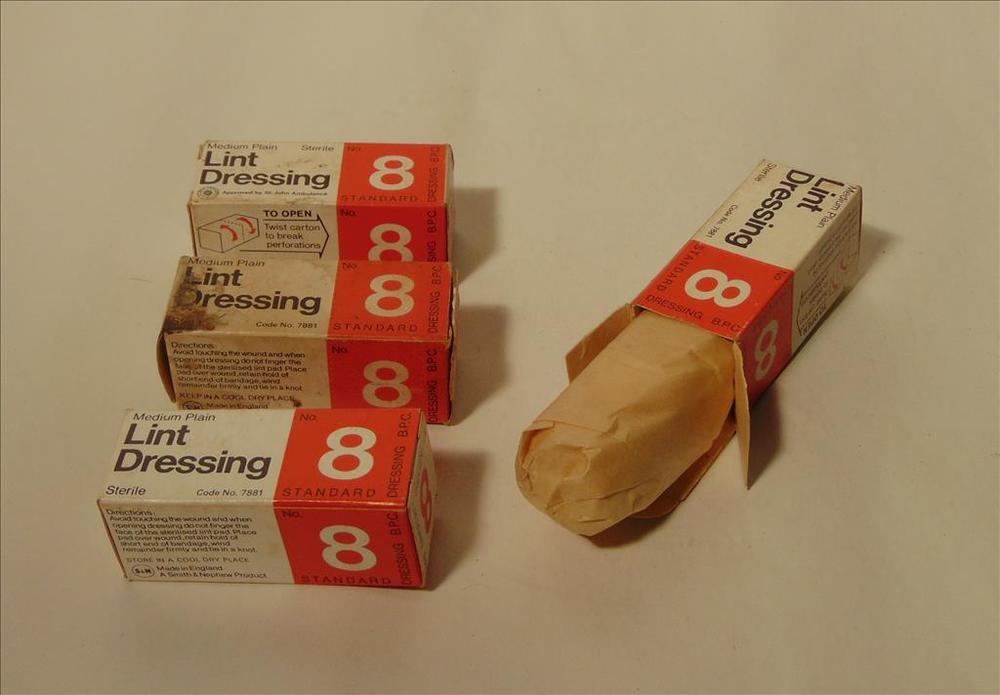 Medium Plain Sterile No.
Lint
Dressing
8
Approved by St. John Ambulance
STANDARD
DRESSING B.P.C.
TO OPEN
Twist carton
to break
perforations
No.
8
Medium Plain
No.
Lint
Dressing
8
Code No. 7881
STANDARD
DRESSING B.P.C.
Directions:
Avoid touching the wound and when
opening dressing do not finger the
face of the sterilised lint pad. Place
pad over wound, retain hold of
short end of bandage, wind
remainder firmly and tie in a knot.
KEEP IN A COOL DRY PLACE
Made in England
No.
8
DRESSING B.P.C.
Medium Plain
No.
Lint
Dressing
8
Sterile
Code No. 7881
STANDARD
DRESSING B.P.C.
Directions:
Avoid touching the wound and when
opening dressing do not finger the
face of the sterilised lint pad. Place
pad over wound, retain hold of
short end of bandage, wind
remainder firmly and tie in a knot.
STORE IN A COOL DRY PLACE
S&N
Made in England
A Smith & Nephew Product
No.
8
STANDARD
DRESSING B.P.C.
8
Medium Plain
Lint
Dressing
Sterile
Code No. 7881
No.
8
STANDARD
DRESSING B.P.C.
8
TO OPEN